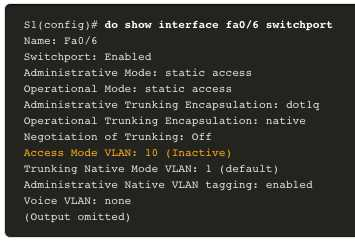 S1(config)# do show interface fa0/6 switchport
Name: Fa0/6
Switchport: Enabled
Administrative Mode: static access
Operational Mode: static access
Administrative Trunking Encapsulation: dot1q
Operational Trunking Encapsulation: native
Negotiation of Trunking: Off
Access Mode VLAN: 10 (Inactive)
Trunking Native Mode VLAN: 1 (default)
Administrative Native VLAN tagging: enabled
Voice VLAN: none
(Output omitted)